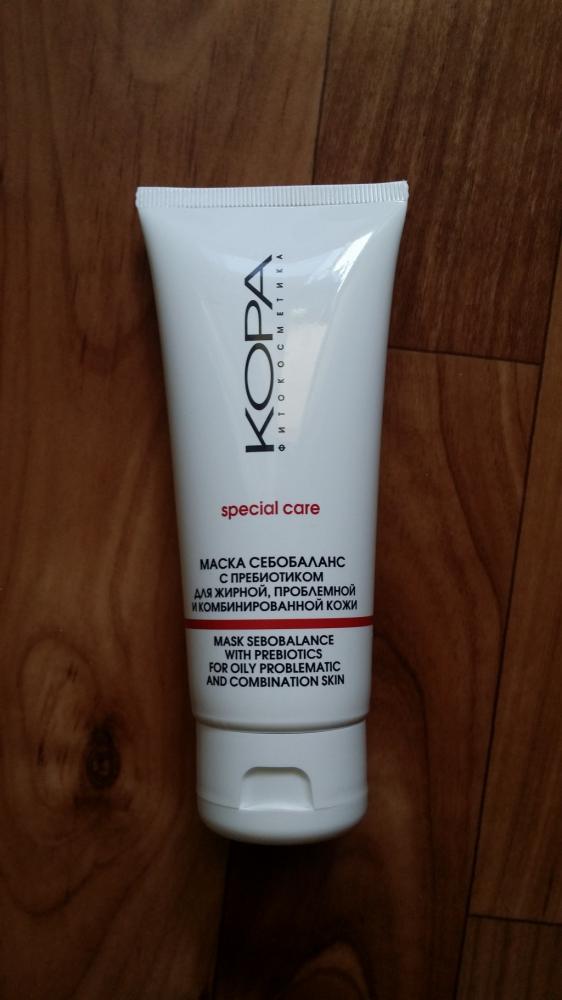 КОРА
ФИТОКОСМЕТИКА
special care
МАСКА СЕБОБАЛАНС
С ПРЕБИОТИКОМ
ДЛЯ ЖИРНОЙ, ПРОБЛЕМНОЙ
И КОМБИНИРОВАННОЙ КОЖИ
MASK SEBOBALANCE
WITH PREBIOTICS
FOR OILY PROBLEMATIC
AND COMBINATION SKIN